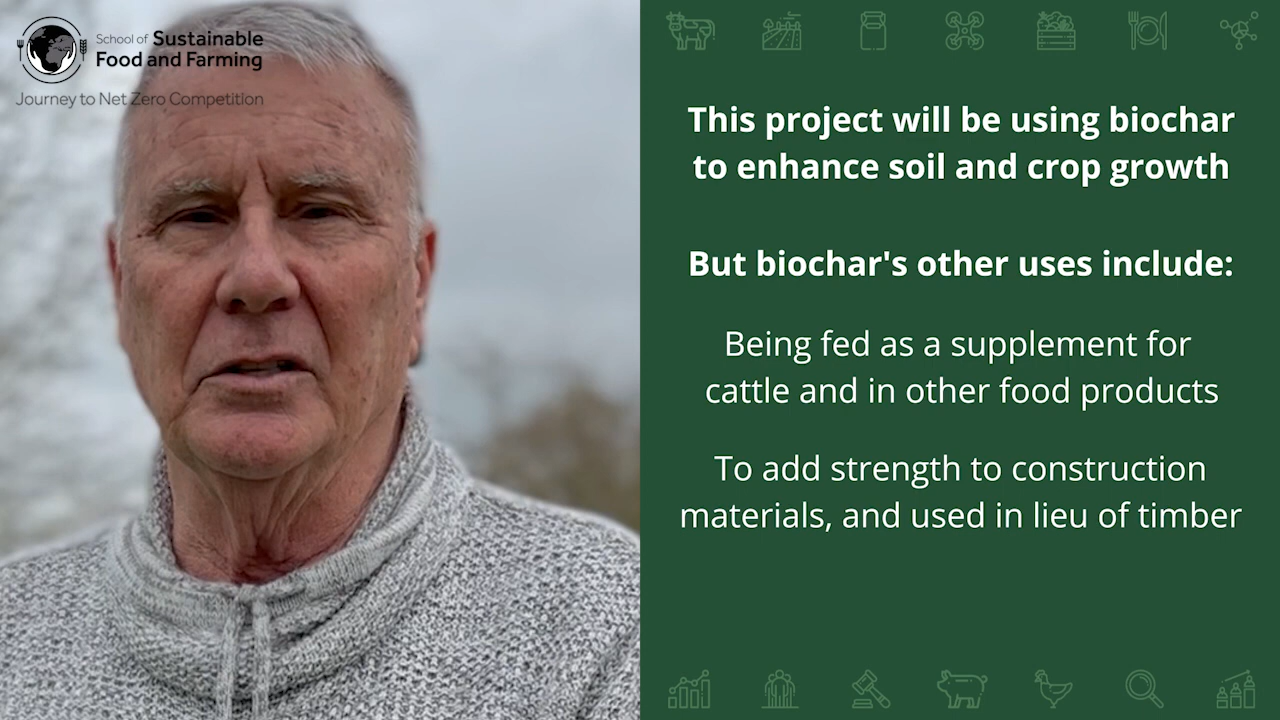 School of Sustainable
Food and Farming
Journey to Net Zero Competition
This project will be using biochar
to enhance soil and crop growth
But biochar's other uses include:
Being fed as a supplement for
cattle and in other food products
To add strength to construction
materials, and used in lieu of timber